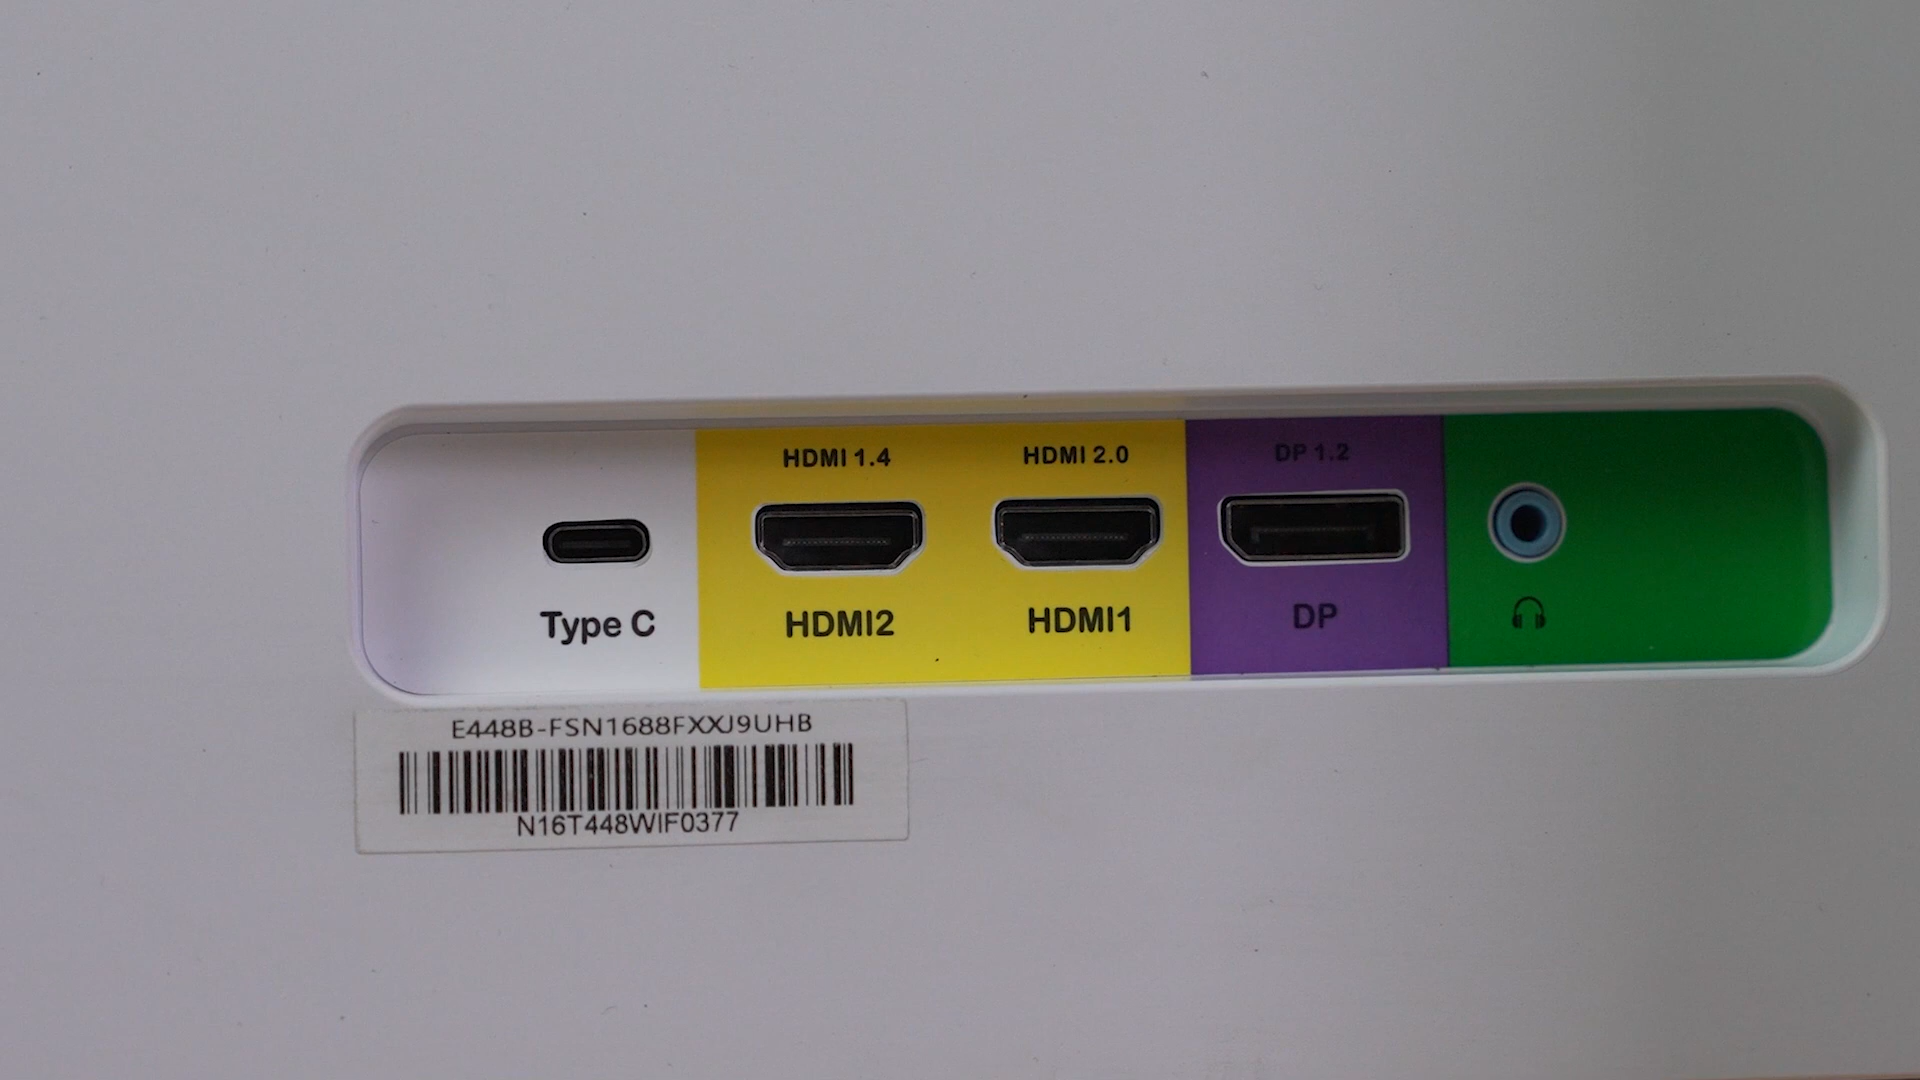 HDMI 1.4
HDMI 2.0
DP 1.2
Type C
HDMI2
HDMI1
DP
E448B-FSN1688FXXJ9UHB
N16T448WIF0377